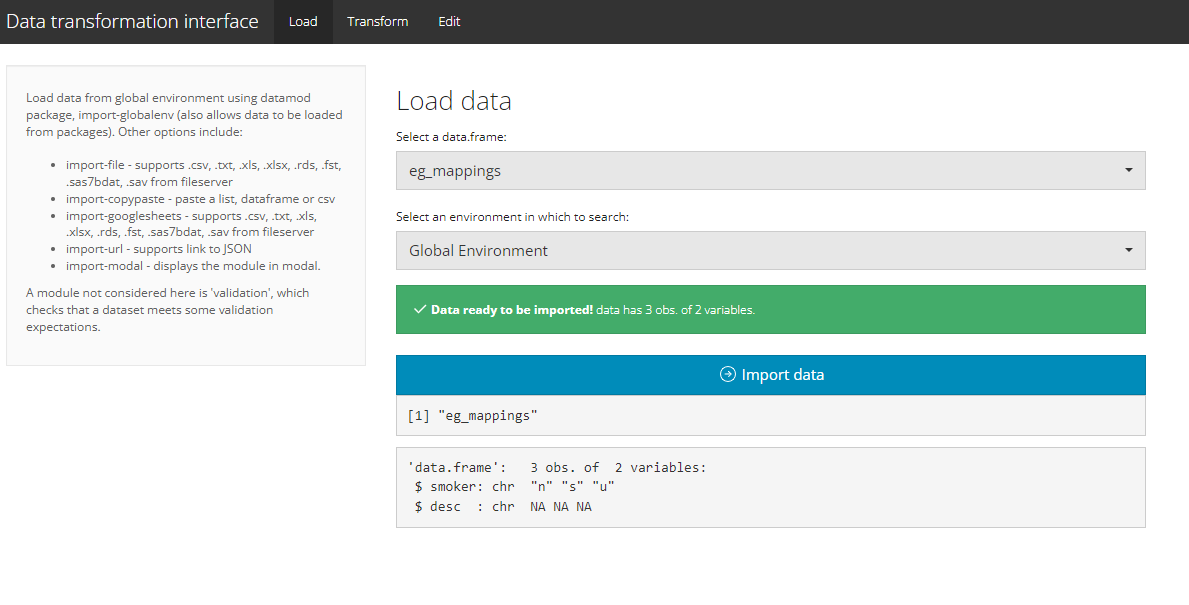 Data transformation interface Load Transform Edit
Load data from global environment using datamod
package, import-globalenv (also allows data to be loaded
from packages). Other options include:
• import-file - supports .csv, .txt, .xls, .xlsx, .rds, .fst,
.sas7bdat, .sav from fileserver
• import-copypaste - paste a list, dataframe or csv
• import-googlesheets - supports .csv, .txt, .xls,
.xlsx, .rds, .fst, .sas7bdat, .sav from fileserver
• import-url - supports link to JSON
• import-modal - displays the module in modal.
A module not considered here is 'validation', which
checks that a dataset meets some validation
expectations.
Load data
Select a data.frame:
eg_mappings
Select an environment in which to search:
Global Environment
✓ Data ready to be imported! data has 3 obs. of 2 variables.
Import data
[1] "eg_mappings"
'data.frame':   3 obs. of  2 variables:
 $ smoker: chr  "n" "s" "u"
 $ desc  : chr  NA NA NA